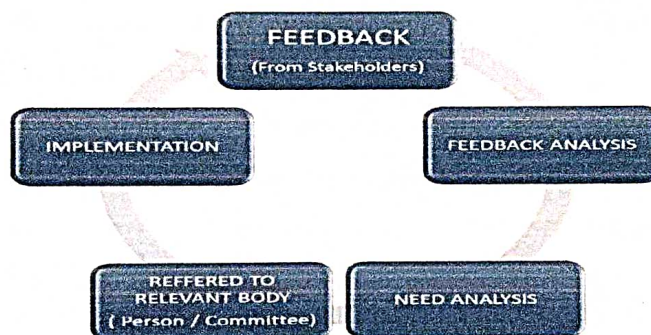 FEEDBACK
(From Stakeholders)
FEEDBACK ANALYSIS
NEED ANALYSIS
REFFERED TO
RELEVANT BODY
( Person / Committee)
IMPLEMENTATION